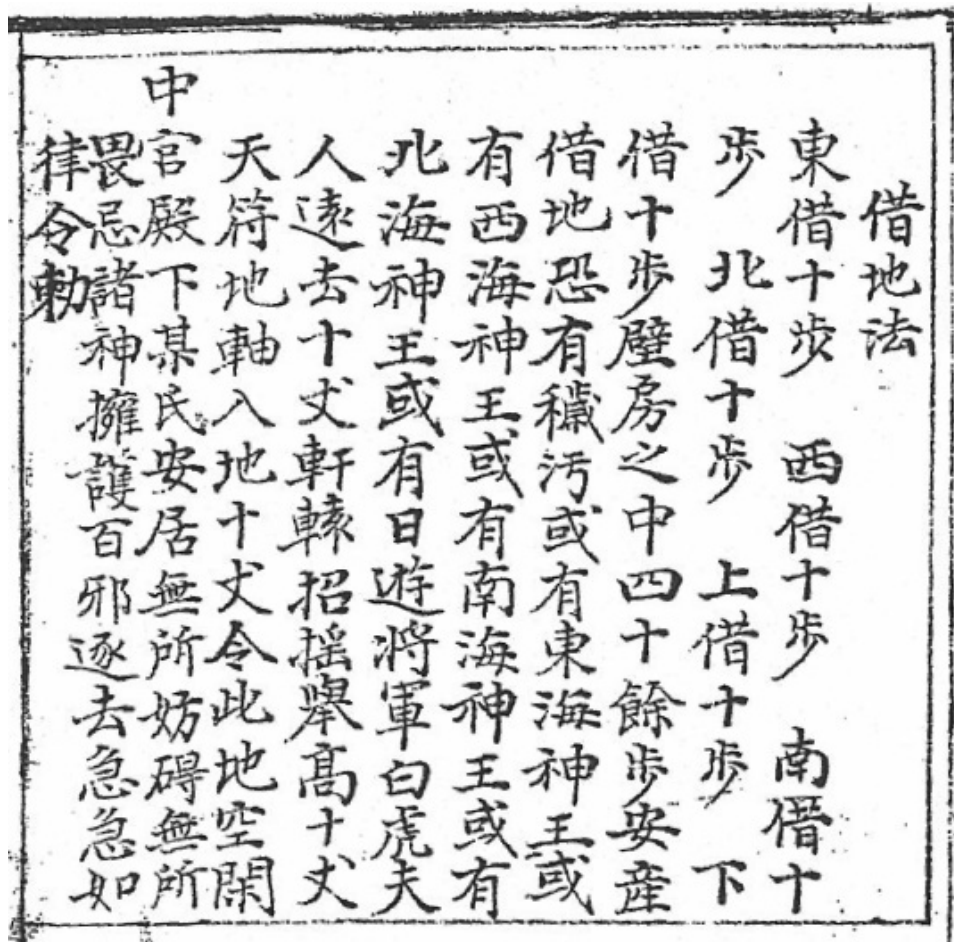 借地法
東借十步　西借十步　南借十
步　北借十步　上借十步　下
借十步壁房之中四十餘步安産
借地恐有穢污或有東海神王或
有西海神王或有南海神王或有
北海神王或有日遊将軍白虎夫
人遠去十丈軒轅招摇舉高十丈
天符地軸入地十丈令此地空閑
中宮殿下某氏安居無所妨碍無所
畏忌諸神擁護百邪逐去急急如
律令勅